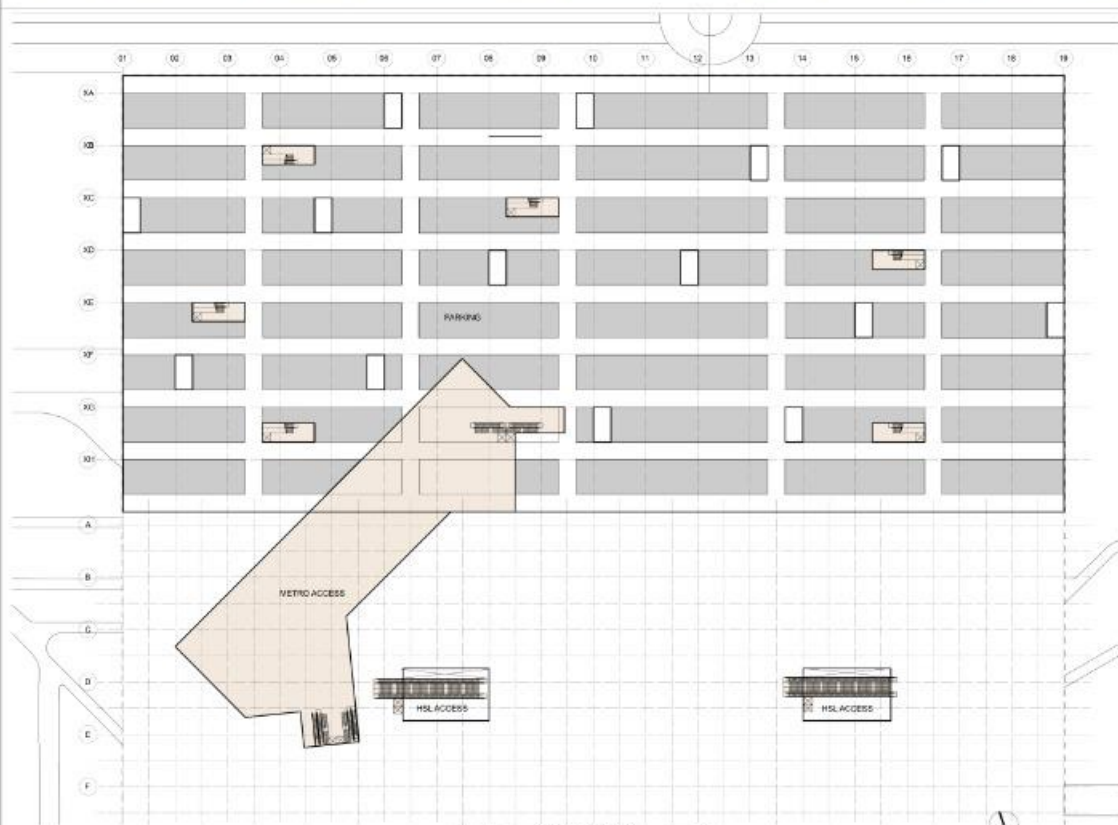 01 02 03 04 05 06 07 08 09 10 11 12 13 14 15 16 17 18 19
XA
XB
XC
XD
XE
PARKING
XF
XG
XH
A
B
METRO ACCESS
C
D
HSL ACCESS HSL ACCESS
E
F